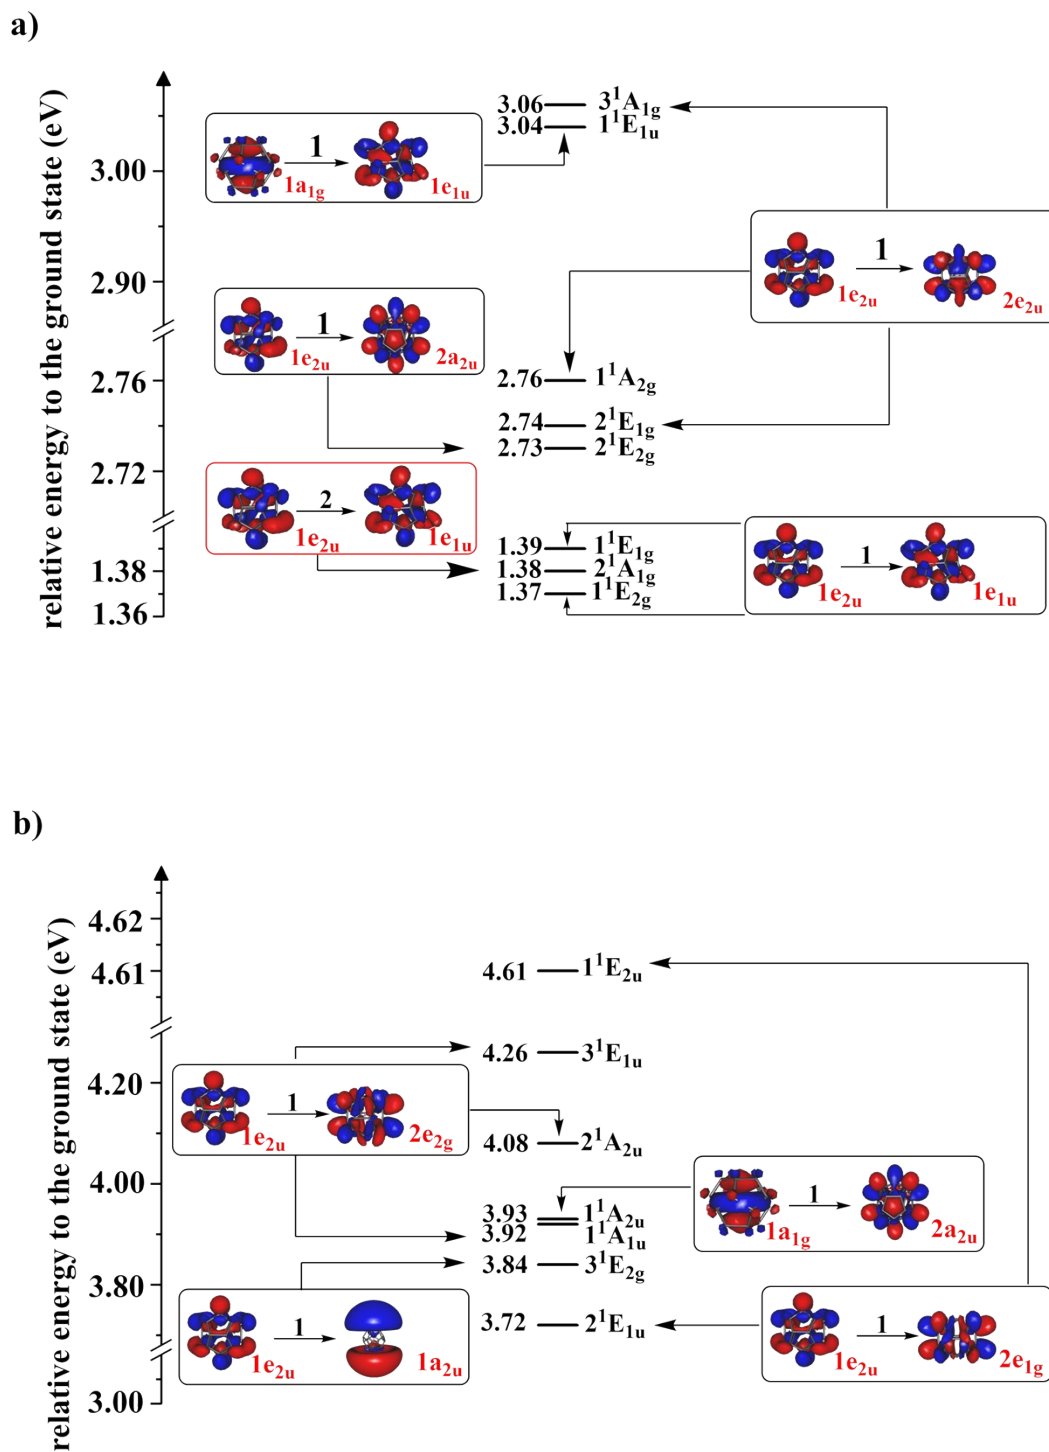 a)
relative energy to the ground state (eV)
3.06 3¹A₁g
3.04 1¹E₁u
3.00
1
1a₁g 1e₁u
1
1e₂u 2e₂u
2.90
1
1e₂u 2a₂u
2.76
2.76 1¹A₂g
2.74 2¹E₁g
2.73 2¹E₂g
2.72
2
1e₂u 1e₁u
1.39 1¹E₁g
1.38
1.38 2¹A₁g
1.37 1¹E₂g
1.36
1
1e₂u 1e₁u
b)
relative energy to the ground state (eV)
4.62
4.61
4.61 1¹E₂u
4.26 3¹E₁u
4.20
1
1e₂u 2e₂g
4.08 2¹A₂u
4.00
1
1a₁g 2a₂u
3.93 1¹A₂u
3.92 1¹A₁u
3.84 3¹E₂g
3.80
3.72 2¹E₁u
1
1e₂u 1a₂u
1
1e₂u 2e₁g
3.00